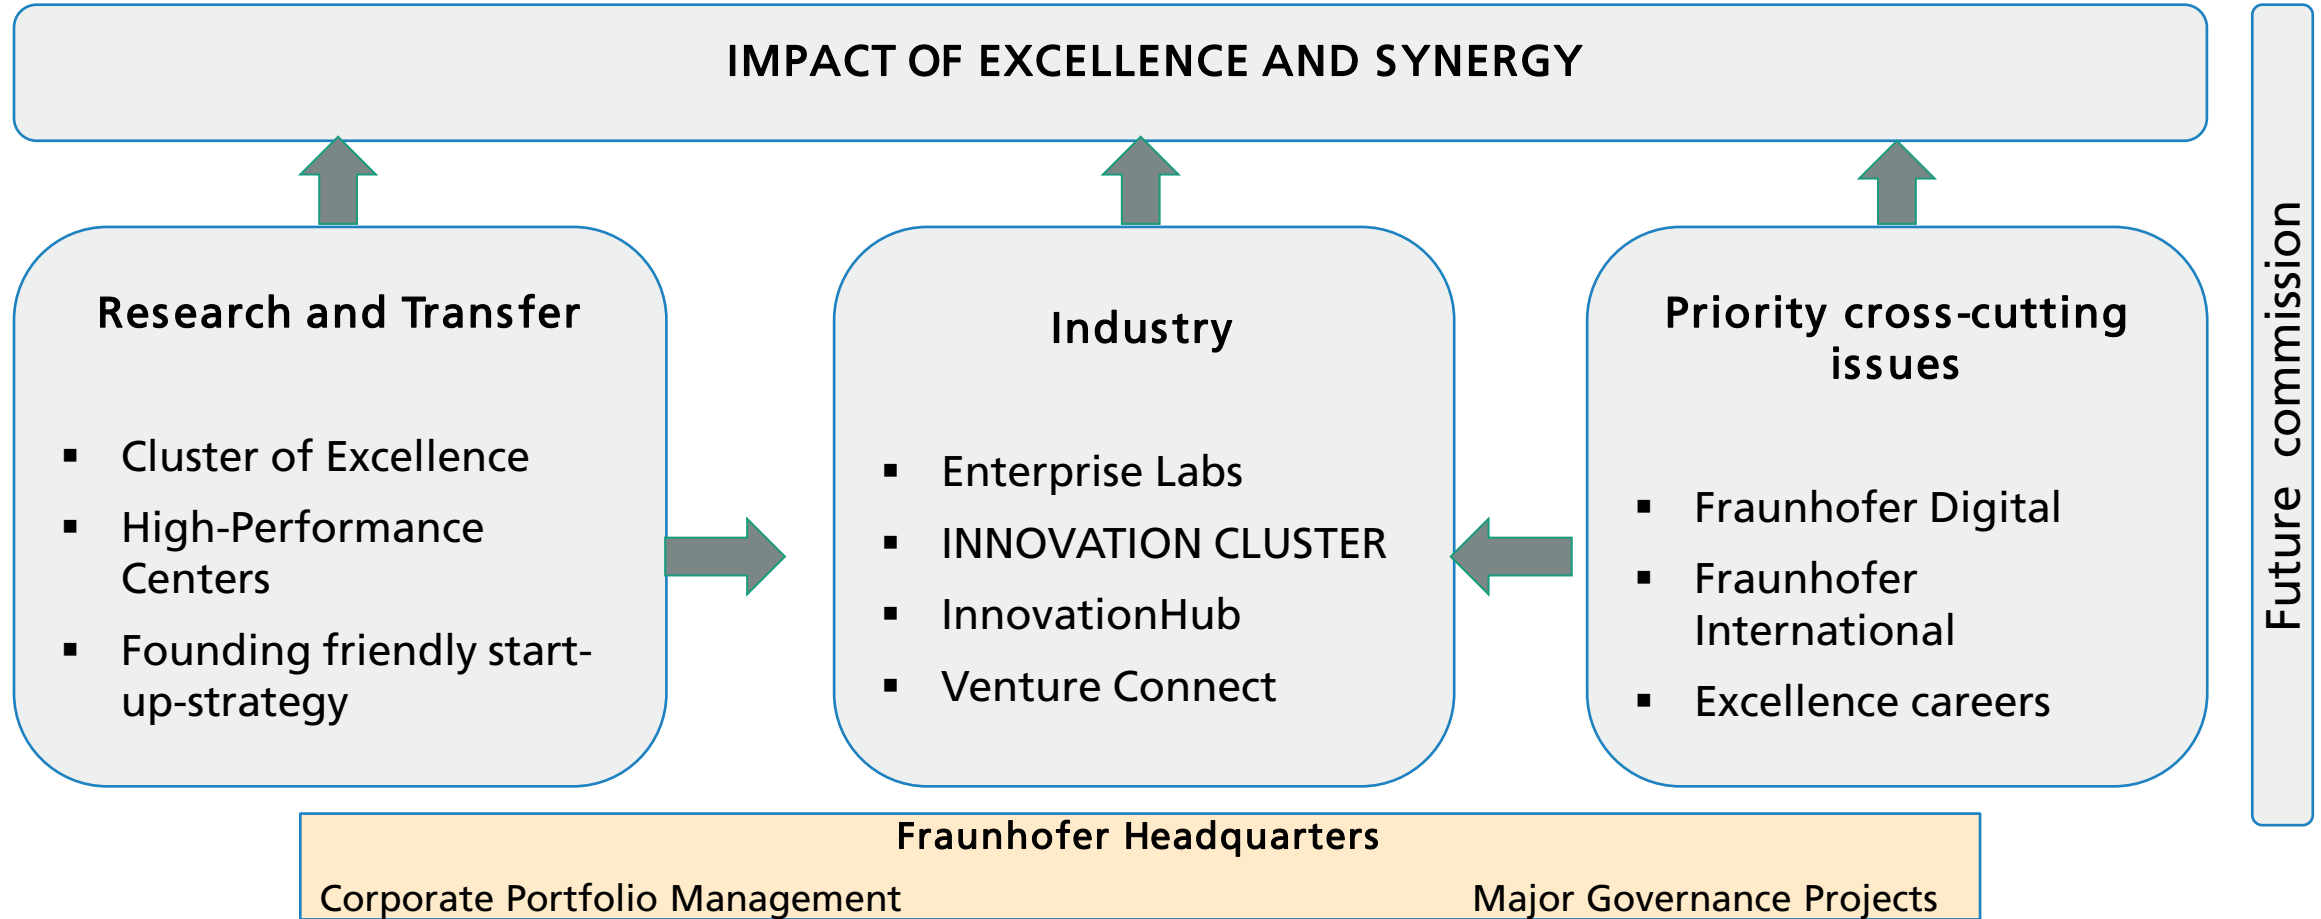 IMPACT OF EXCELLENCE AND SYNERGY
Research and Transfer
▪ Cluster of Excellence
▪ High-Performance
Centers
▪ Founding friendly start-
up-strategy
Industry
▪ Enterprise Labs
▪ INNOVATION CLUSTER
▪ InnovationHub
▪ Venture Connect
Priority cross-cutting
issues
▪ Fraunhofer Digital
▪ Fraunhofer
International
▪ Excellence careers
Future commission
Fraunhofer Headquarters
Corporate Portfolio Management
Major Governance Projects